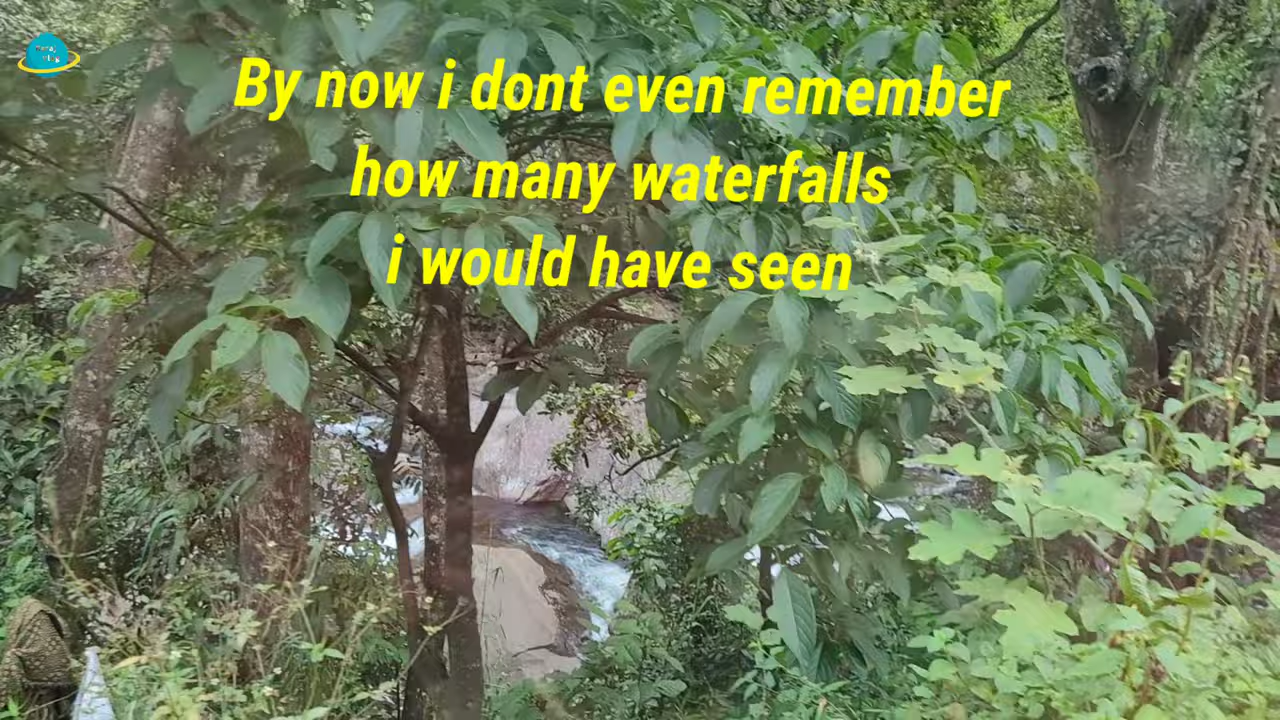 By now i dont even remember
how many waterfalls
i would have seen